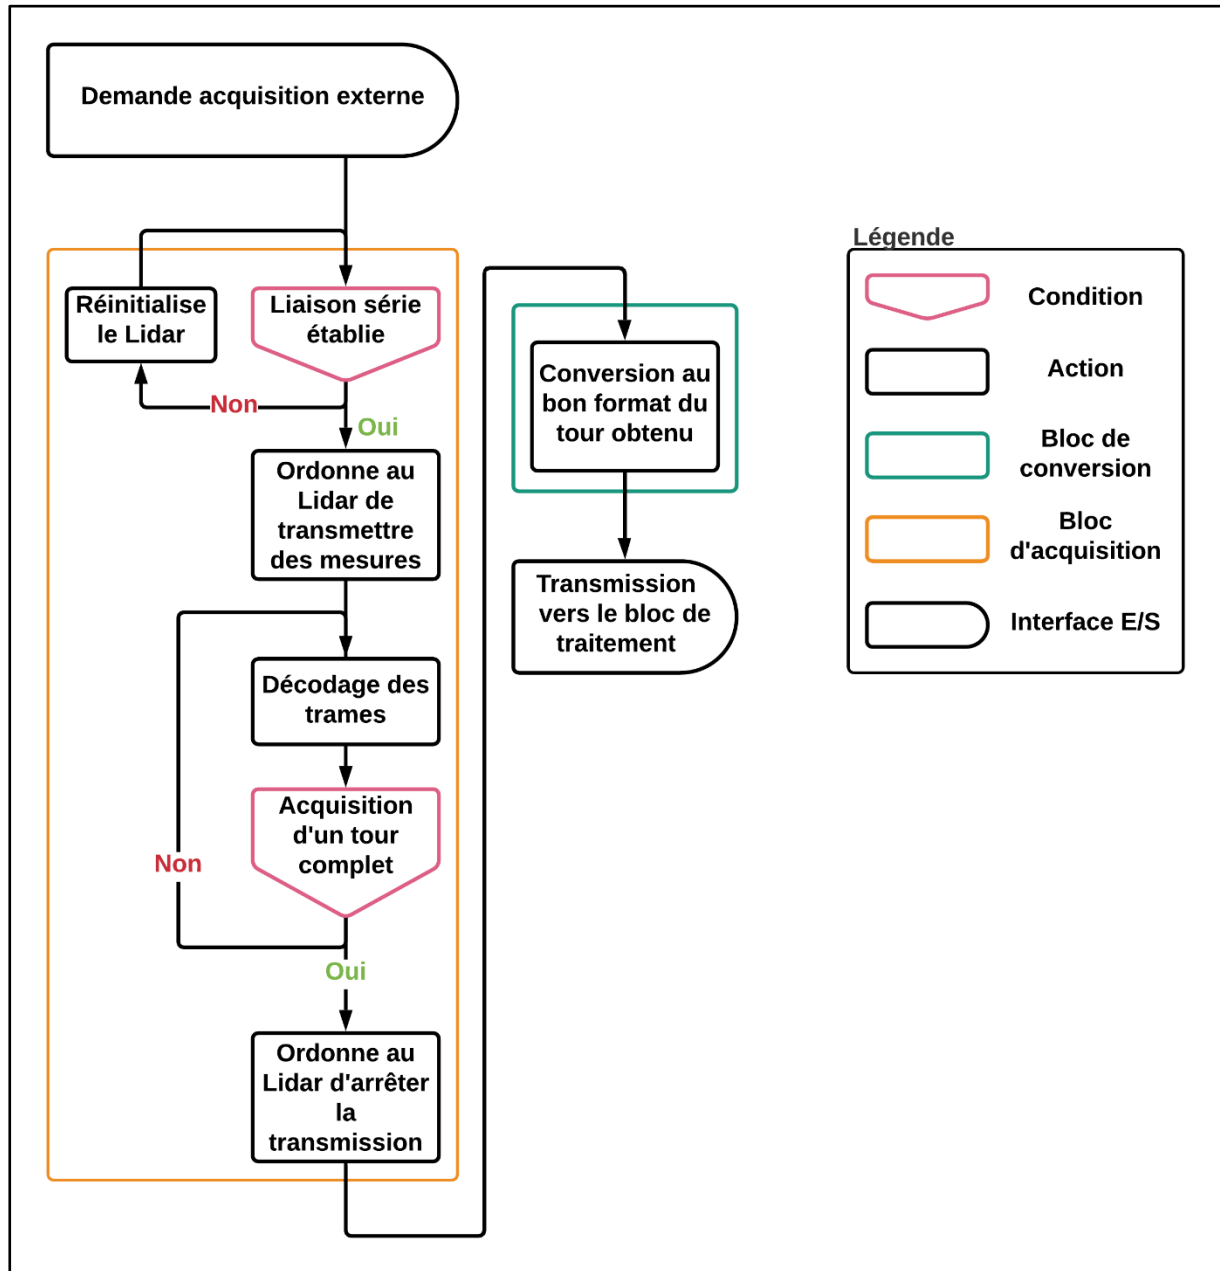 Demande acquisition externe
Réinitialise
le Lidar
Liaison série
établie
Non
Oui
Ordonne au
Lidar de
transmettre
des mesures
Décodage des
trames
Acquisition
d'un tour
complet
Non
Oui
Ordonne au
Lidar d'arrêter
la
transmission
Conversion au
bon format du
tour obtenu
Transmission
vers le bloc de
traitement
Légende
Condition
Action
Bloc de
conversion
Bloc
d'acquisition
Interface E/S